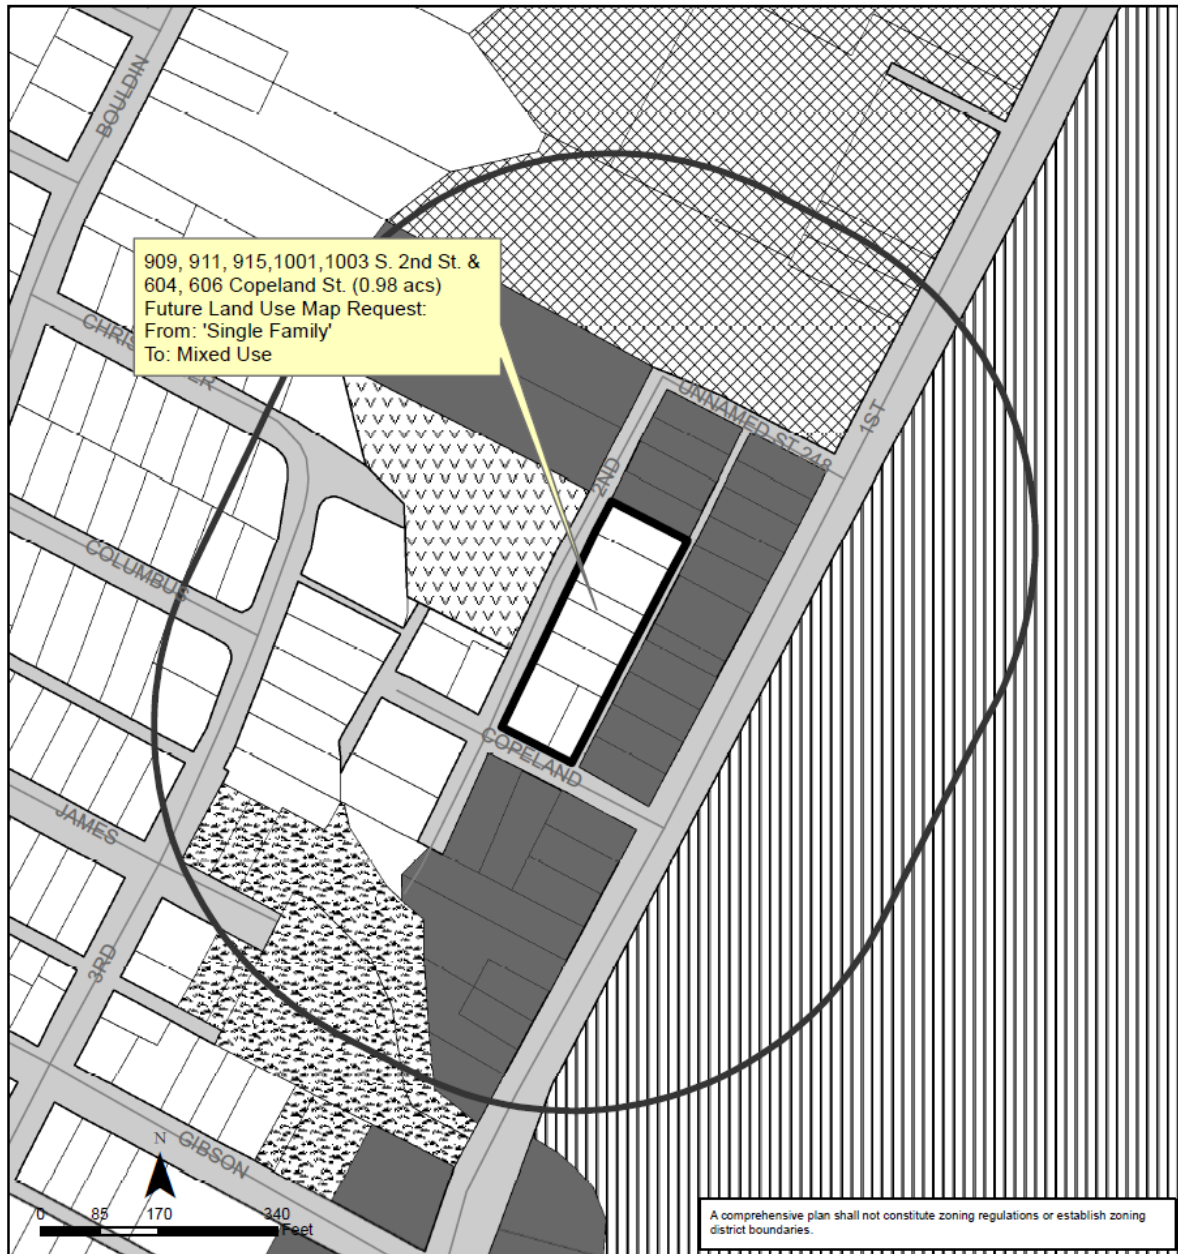 BOULDIN
909, 911, 915,1001,1003 S. 2nd St. &
604, 606 Copeland St. (0.98 acs)
Future Land Use Map Request:
From: 'Single Family'
To: Mixed Use
UNNAMED ST 248
1ST
2ND
COLUMBUS
COPELAND
JAMES
3RD
GIBSON
N
0 85 170 340
Feet
A comprehensive plan shall not constitute zoning regulations or establish zoning
district boundaries.